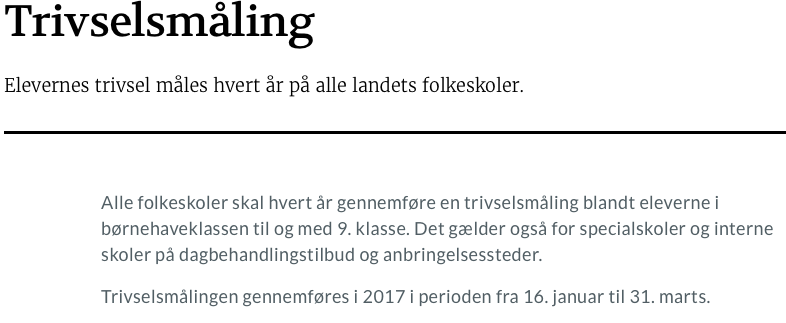 Trivselsmåling
Elevernes trivsel måles hvert år på alle landets folkeskoler.
Alle folkeskoler skal hvert år gennemføre en trivselsmåling blandt eleverne i
børnehaveklassen til og med 9. klasse. Det gælder også for specialskoler og interne
skoler på dagbehandlingstilbud og anbringelsessteder.
Trivselsmålingen gennemføres i 2017 i perioden fra 16. januar til 31. marts.